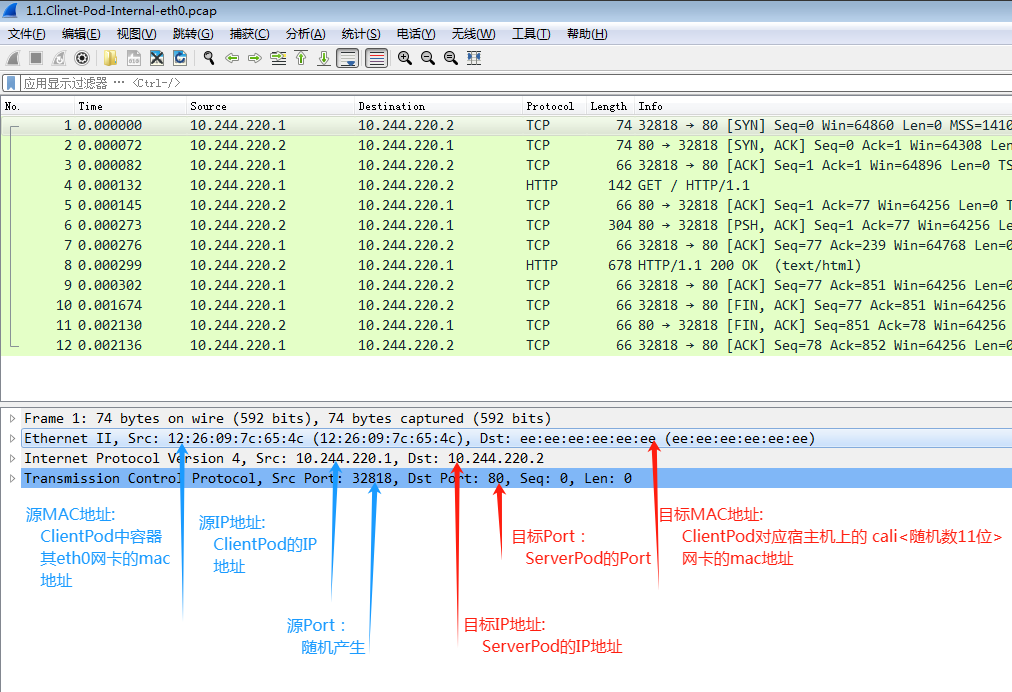 1.1.Clinet-Pod-Internal-eth0.pcap
文件(F) 编辑(E) 视图(V) 跳转(G) 捕获(C) 分析(A) 统计(S) 电话(Y) 无线(W) 工具(T) 帮助(H)
应用显示过滤器 … <Ctrl-/>
No. Time Source Destination Protocol Length Info
1 0.000000 10.244.220.1 10.244.220.2 TCP 74 32818 → 80 [SYN] Seq=0 Win=64860 Len=0 MSS=1410
2 0.000072 10.244.220.2 10.244.220.1 TCP 74 80 → 32818 [SYN, ACK] Seq=0 Ack=1 Win=64308 Len
3 0.000082 10.244.220.1 10.244.220.2 TCP 66 32818 → 80 [ACK] Seq=1 Ack=1 Win=64896 Len=0 TS
4 0.000132 10.244.220.1 10.244.220.2 HTTP 142 GET / HTTP/1.1
5 0.000145 10.244.220.2 10.244.220.1 TCP 66 80 → 32818 [ACK] Seq=1 Ack=77 Win=64256 Len=0 T
6 0.000273 10.244.220.2 10.244.220.1 TCP 304 80 → 32818 [PSH, ACK] Seq=1 Ack=77 Win=64256 Le
7 0.000276 10.244.220.1 10.244.220.2 TCP 66 32818 → 80 [ACK] Seq=77 Ack=239 Win=64768 Len=0
8 0.000299 10.244.220.2 10.244.220.1 HTTP 678 HTTP/1.1 200 OK (text/html)
9 0.000302 10.244.220.1 10.244.220.2 TCP 66 32818 → 80 [ACK] Seq=77 Ack=851 Win=64256 Len=0
10 0.001674 10.244.220.1 10.244.220.2 TCP 66 32818 → 80 [FIN, ACK] Seq=77 Ack=851 Win=64256
11 0.002130 10.244.220.2 10.244.220.1 TCP 66 80 → 32818 [FIN, ACK] Seq=851 Ack=78 Win=64256
12 0.002136 10.244.220.1 10.244.220.2 TCP 66 32818 → 80 [ACK] Seq=78 Ack=852 Win=64256 Len=0
Frame 1: 74 bytes on wire (592 bits), 74 bytes captured (592 bits)
Ethernet II, Src: 12:26:09:7c:65:4c (12:26:09:7c:65:4c), Dst: ee:ee:ee:ee:ee:ee (ee:ee:ee:ee:ee:ee)
Internet Protocol Version 4, Src: 10.244.220.1, Dst: 10.244.220.2
Transmission Control Protocol, Src Port: 32818, Dst Port: 80, Seq: 0, Len: 0
源MAC地址:
ClientPod中容器
其eth0网卡的mac
地址
源IP地址:
ClientPod的IP
地址
源Port：
随机产生
目标Port：
ServerPod的Port
目标IP地址:
ServerPod的IP地址
目标MAC地址:
ClientPod对应宿主机上的 cali<随机数11位>
网卡的mac地址